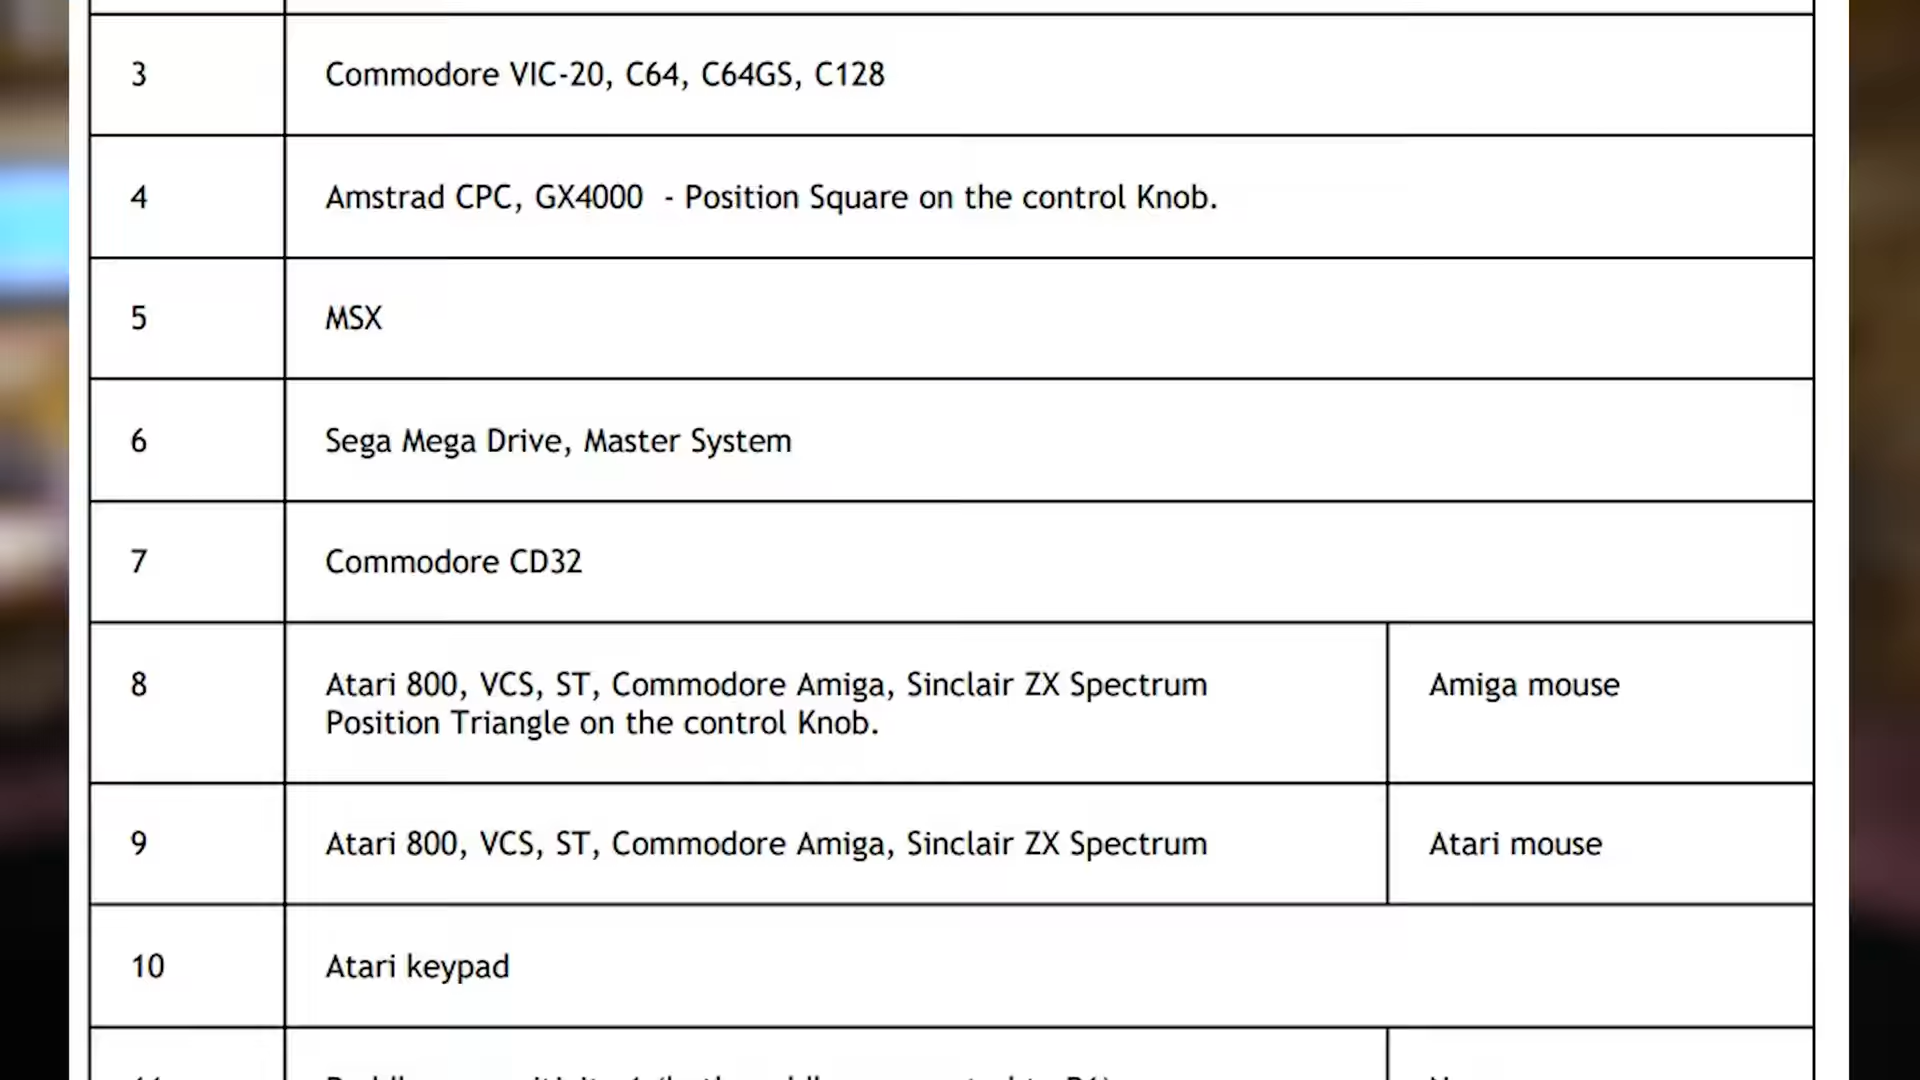 3
Commodore VIC-20, C64, C64GS, C128
4
Amstrad CPC, GX4000 - Position Square on the control Knob.
5
MSX
6
Sega Mega Drive, Master System
7
Commodore CD32
8
Atari 800, VCS, ST, Commodore Amiga, Sinclair ZX Spectrum
Position Triangle on the control Knob.
Amiga mouse
9
Atari 800, VCS, ST, Commodore Amiga, Sinclair ZX Spectrum
Atari mouse
10
Atari keypad